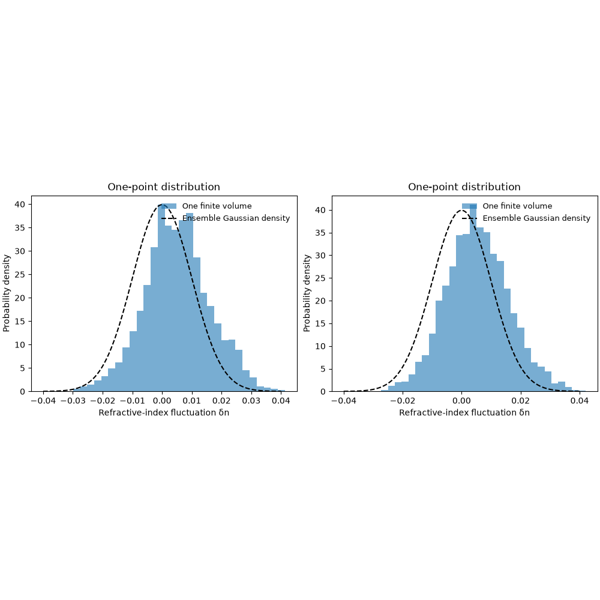 One-point distribution
One finite volume
Ensemble Gaussian density
Probability density
40
35
30
25
20
15
10
5
0
−0.04 −0.03 −0.02 −0.01 0.00 0.01 0.02 0.03 0.04
Refractive-index fluctuation δn
One-point distribution
One finite volume
Ensemble Gaussian density
Probability density
40
35
30
25
20
15
10
5
0
−0.04 −0.02 0.00 0.02 0.04
Refractive-index fluctuation δn